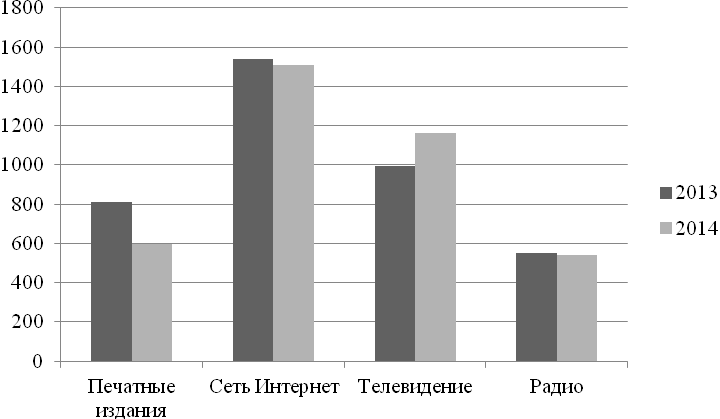 1800
1600
1400
1200
1000
800
600
400
200
0
Печатные
издания
Сеть Интернет
Телевидение
Радио
2013
2014